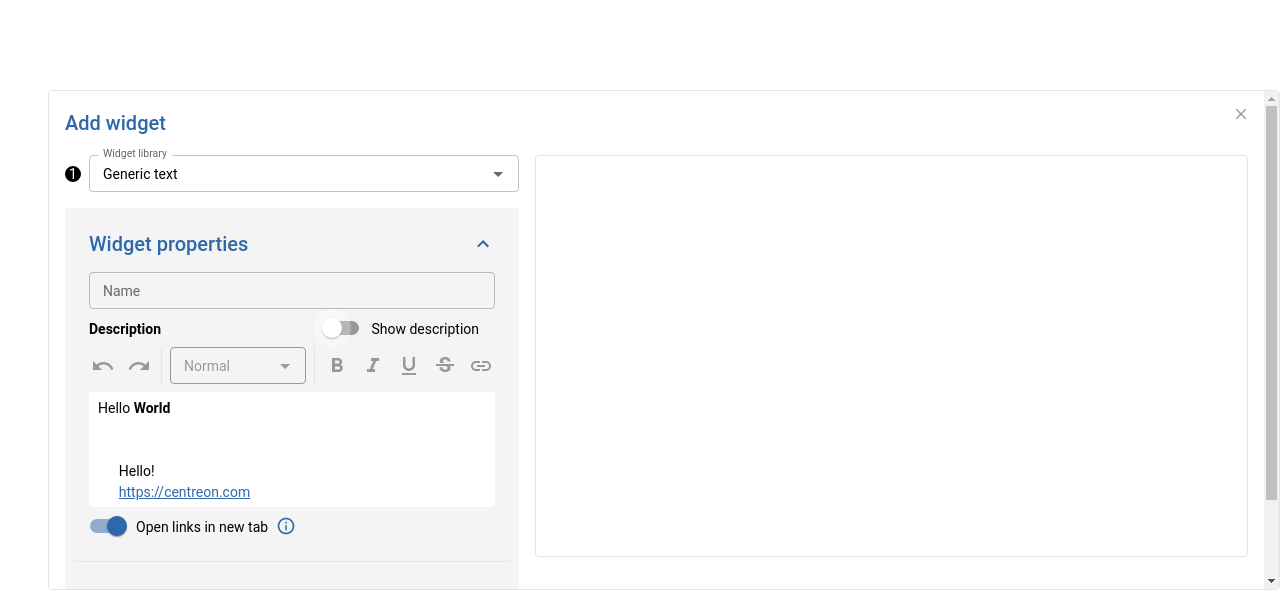 Add widget
Widget library
1 Generic text
Widget properties
Name
Description Show description
Normal B I U S
Hello World
Hello!
https://centreon.com
Open links in new tab